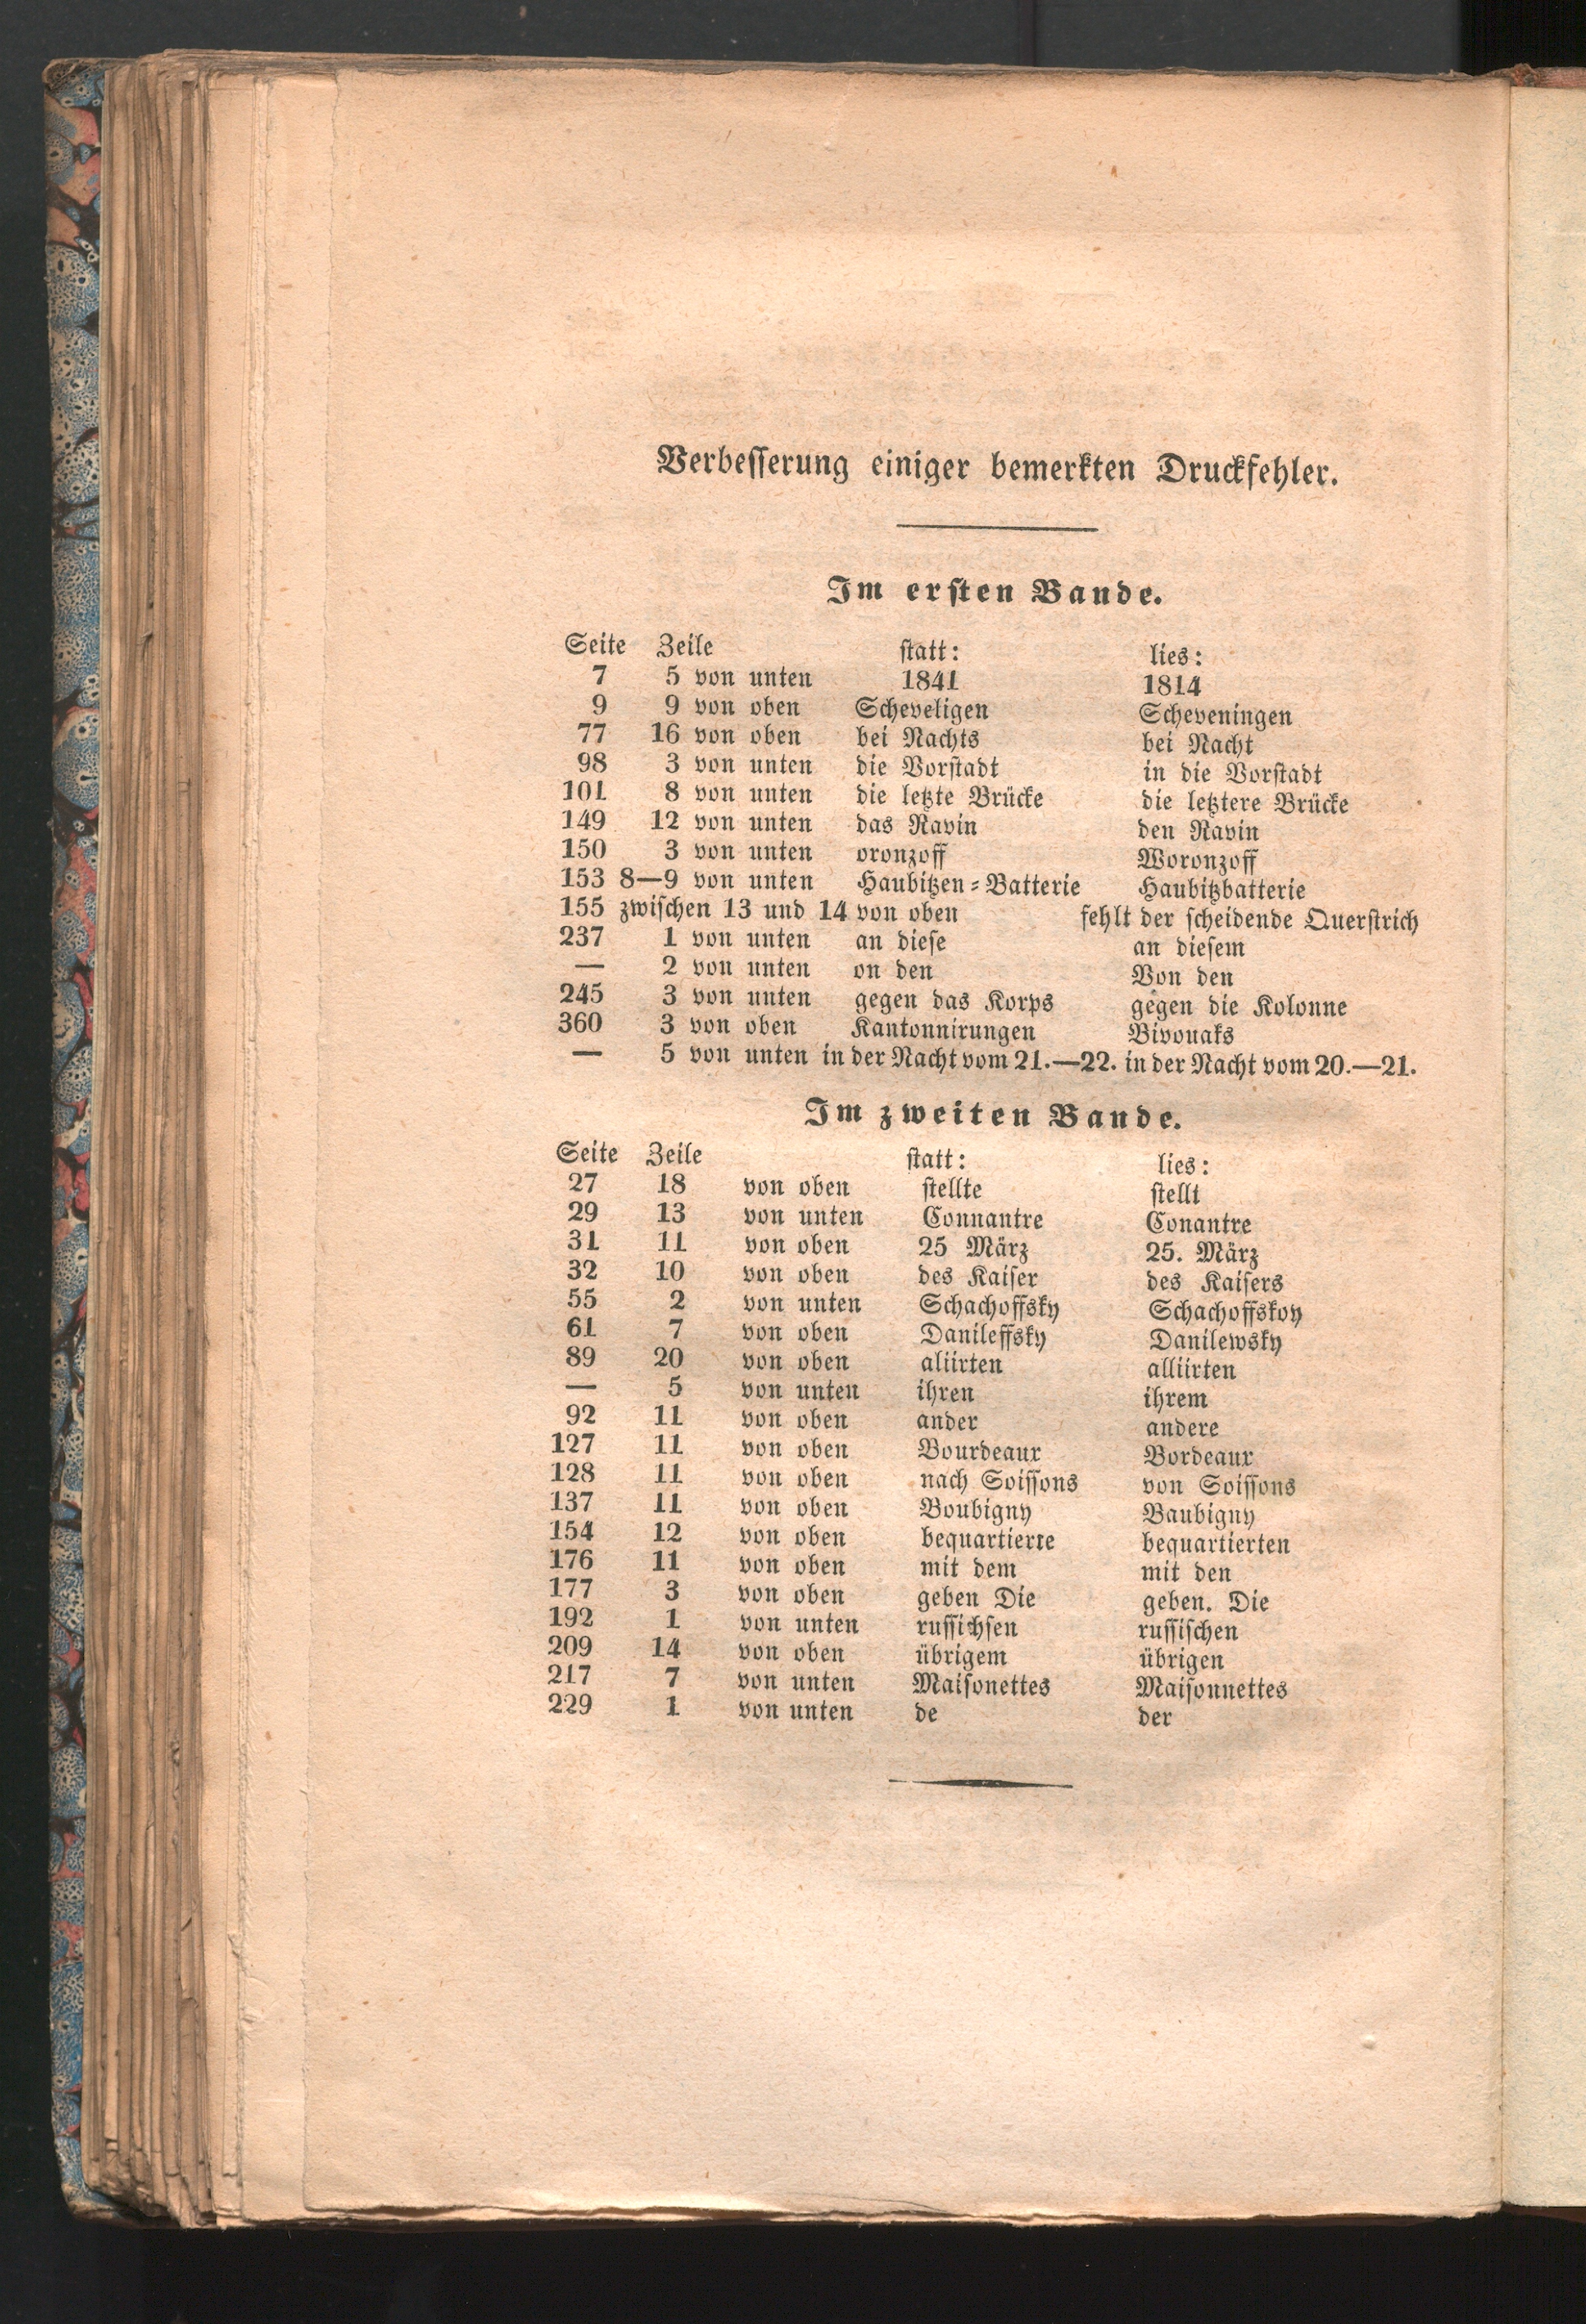 Verbesserung einiger bemerkten Druckfehler.
Im ersten Bande.
Seite Zeile statt: lies:
7 5 von unten 1841 1814
9 9 von oben Scheveligen Scheveningen
77 16 von oben bei Nachts bei Nacht
98 3 von unten die Vorstadt in die Vorstadt
101 8 von unten die letzte Brücke die letztere Brücke
149 12 von unten das Ravin den Ravin
150 3 von unten oronzoff Woronzoff
153 8—9 von unten Haubitzen-Batterie Haubitzbatterie
155 zwischen 13 und 14 von oben fehlt der scheidende Querstrich
237 1 von unten an diese an diesem
— 2 von unten on den Von den
245 3 von unten gegen das Korps gegen die Kolonne
360 3 von oben Kantonnirungen Bivouaks
— 5 von unten in der Nacht vom 21.—22. in der Nacht vom 20.—21.
Im zweiten Bande.
Seite Zeile statt: lies:
27 18 von oben stellte stellt
29 13 von unten Connantre Conantre
31 11 von oben 25 März 25. März
32 10 von oben des Kaiser des Kaisers
55 2 von unten Schachoffsky Schachoffskoy
61 7 von oben Danileffsky Danilewsky
89 20 von oben aliirten alliirten
— 5 von unten ihren ihrem
92 11 von oben ander andere
127 11 von oben Bourdeaux Bordeaux
128 11 von oben nach Soissons von Soissons
137 11 von oben Boubigny Baubigny
154 12 von oben bequartierte bequartierten
176 11 von oben mit dem mit den
177 3 von oben geben Die geben. Die
192 1 von unten russichsen russischen
209 14 von oben übrigem übrigen
217 7 von unten Maisonettes Maisonnettes
229 1 von unten de der